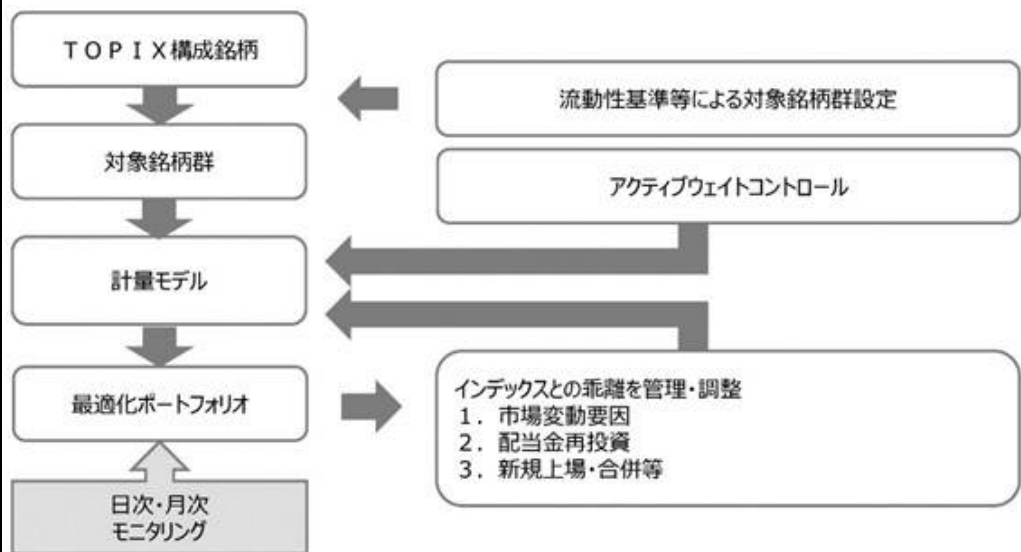 ＴＯＰＩＸ構成銘柄
流動性基準等による対象銘柄群設定
対象銘柄群
アクティブウェイトコントロール
計量モデル
最適化ポートフォリオ
インデックスとの乖離を管理・調整
１．市場変動要因
２．配当金再投資
３．新規上場・合併等
日次・月次
モニタリング